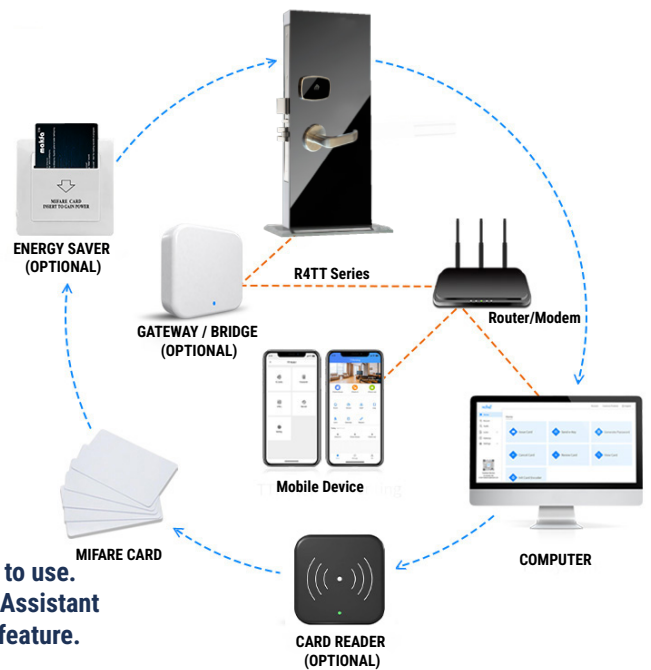 MIFARE CARD
INSERT TO GAIN POWER
ENERGY SAVER
(OPTIONAL)
R4TT Series
GATEWAY / BRIDGE
(OPTIONAL)
Router/Modem
Mobile Device
MIFARE CARD
COMPUTER
to use.
Assistant
feature.
CARD READER
(OPTIONAL)